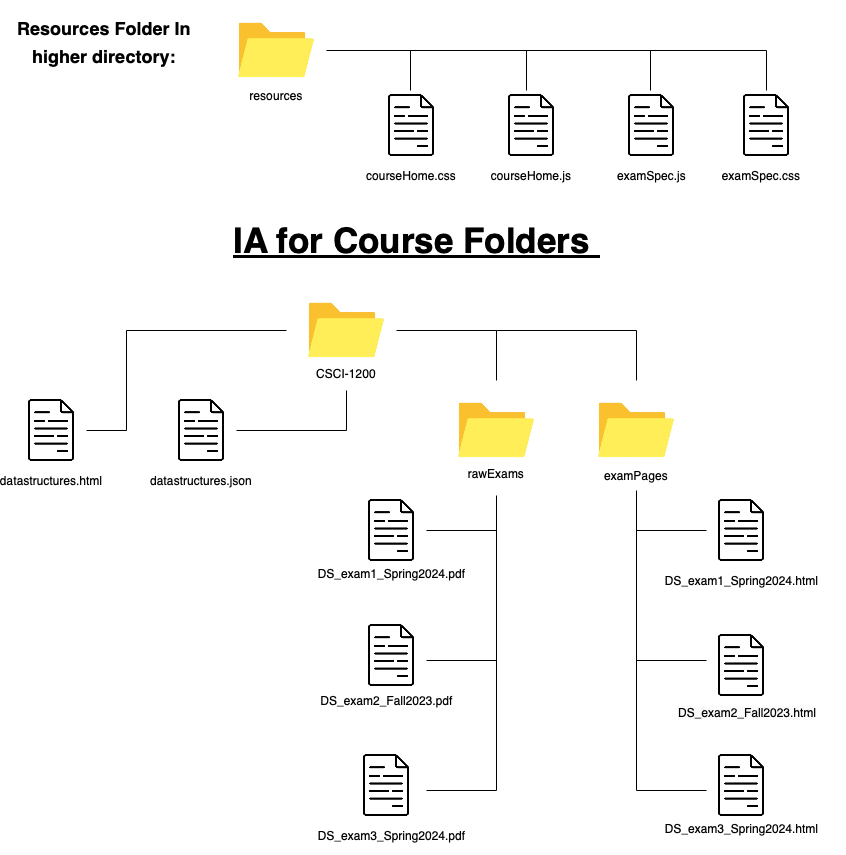 Resources Folder In
higher directory:
resources
courseHome.css
courseHome.js
examSpec.js
examSpec.css
IA for Course Folders
CSCI-1200
datastructures.html
datastructures.json
rawExams
examPages
DS_exam1_Spring2024.pdf
DS_exam1_Spring2024.html
DS_exam2_Fall2023.pdf
DS_exam2_Fall2023.html
DS_exam3_Spring2024.pdf
DS_exam3_Spring2024.html